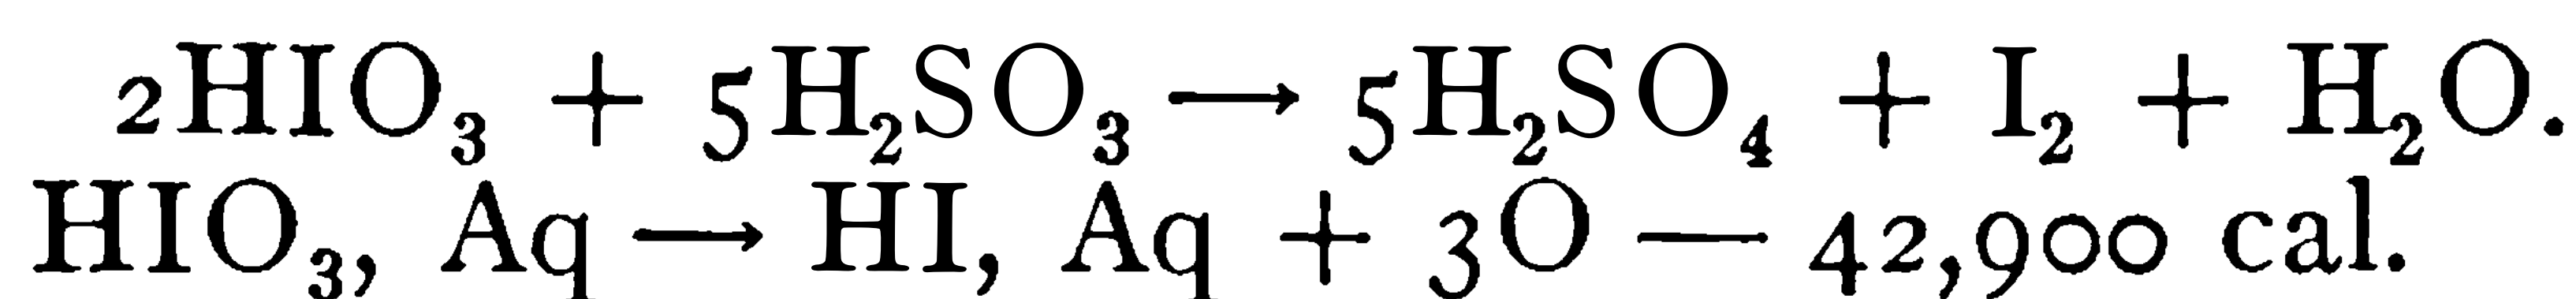 2HIO₃ + 5H₂SO₃ → 5H₂SO₄ + I₂ + H₂O.
HIO₃, Aq → HI, Aq + 3O — 42,900 cal.